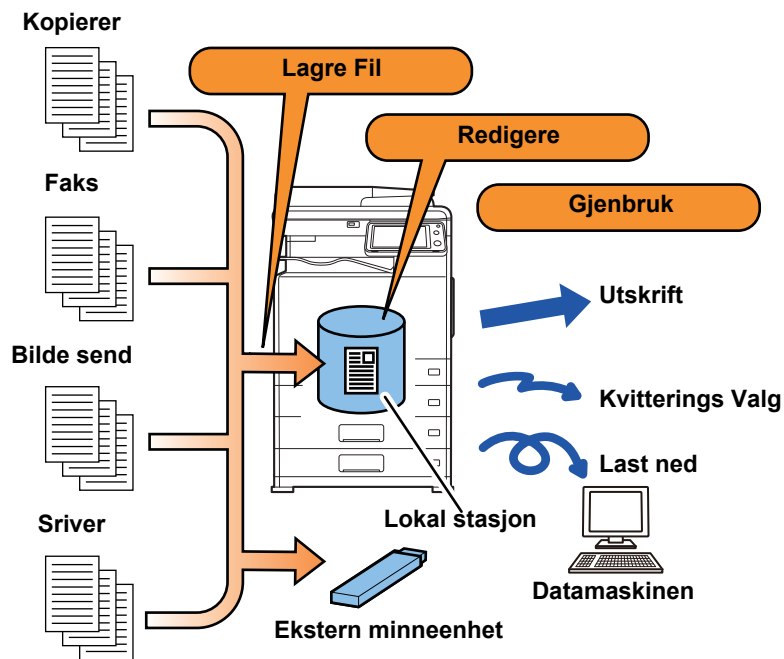 Kopierer
Lagre Fil
Redigere
Faks
Gjenbruk
Utskrift
Bilde send
Kvitterings Valg
Last ned
Sriver
Lokal stasjon
Datamaskinen
Ekstern minneenhet